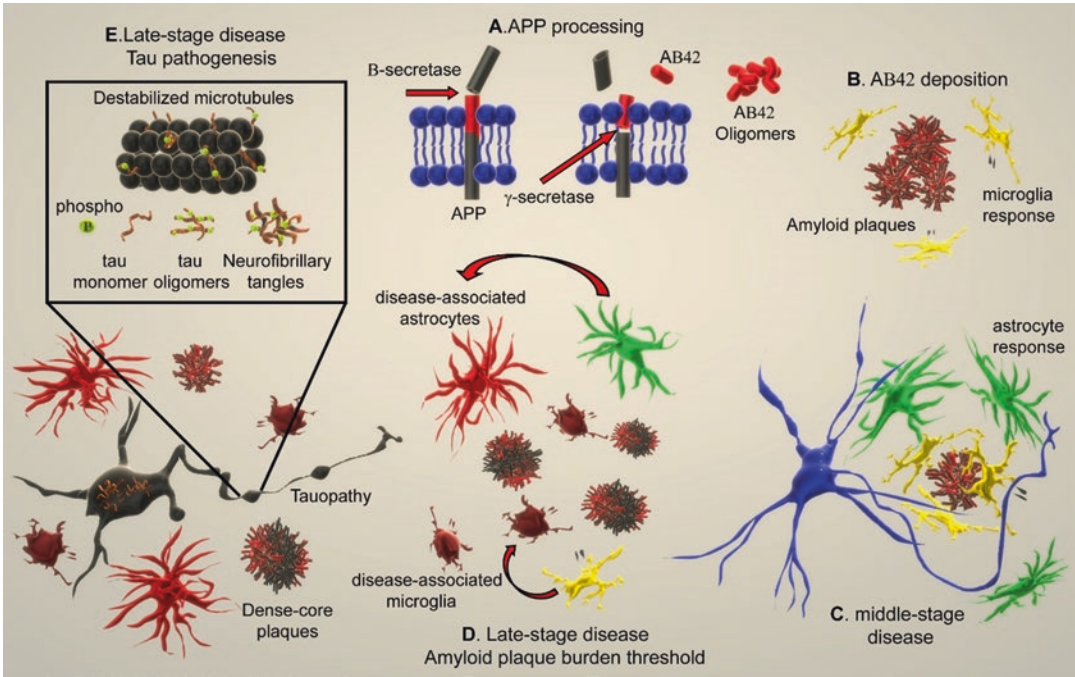 E.Late-stage disease
Tau pathogenesis
Destabilized microtubules
phospho
P
tau
monomer
tau
oligomers
Neurofibrillary
tangles
A.APP processing
B-secretase
AB42
AB42
Oligomers
APP
γ-secretase
B. AB42 deposition
microglia
response
Amyloid plaques
disease-associated
astrocytes
astrocyte
response
Tauopathy
Dense-core
plaques
disease-associated
microglia
D. Late-stage disease
Amyloid plaque burden threshold
C. middle-stage
disease